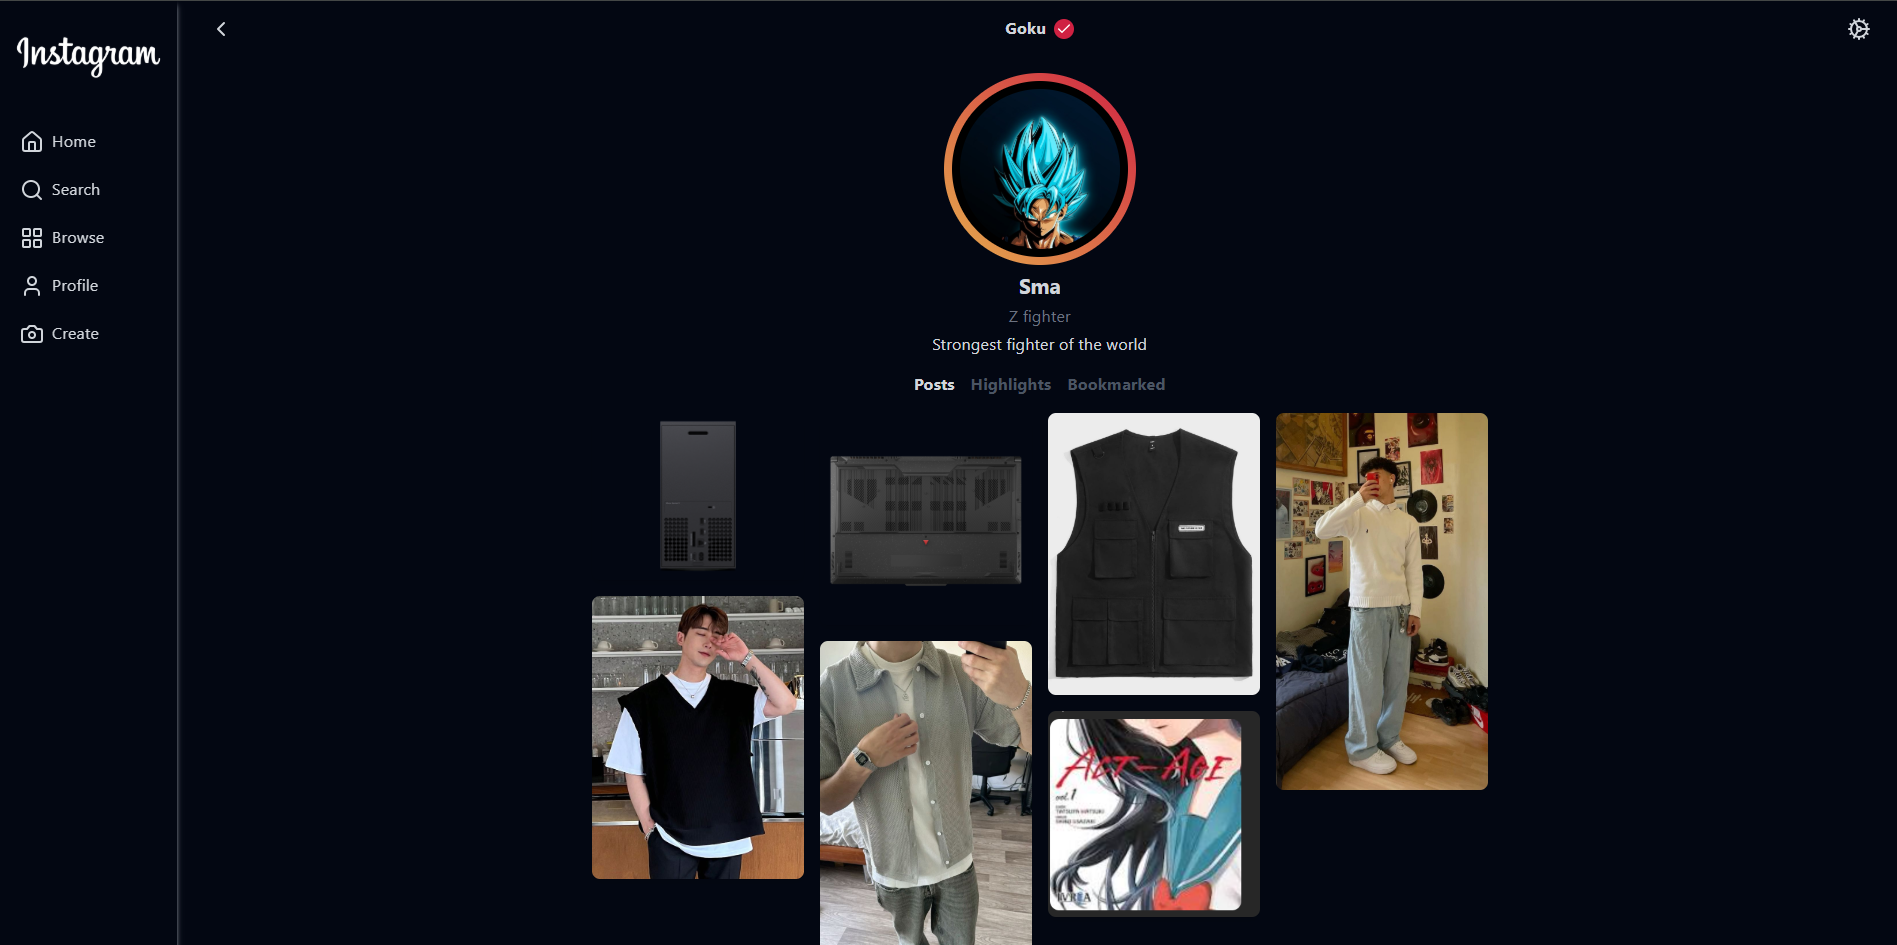 Instagram
Home
Search
Browse
Profile
Create
Goku
Sma
Z fighter
Strongest fighter of the world
Posts Highlights Bookmarked
ACT-AGE
vol.1
IVREA